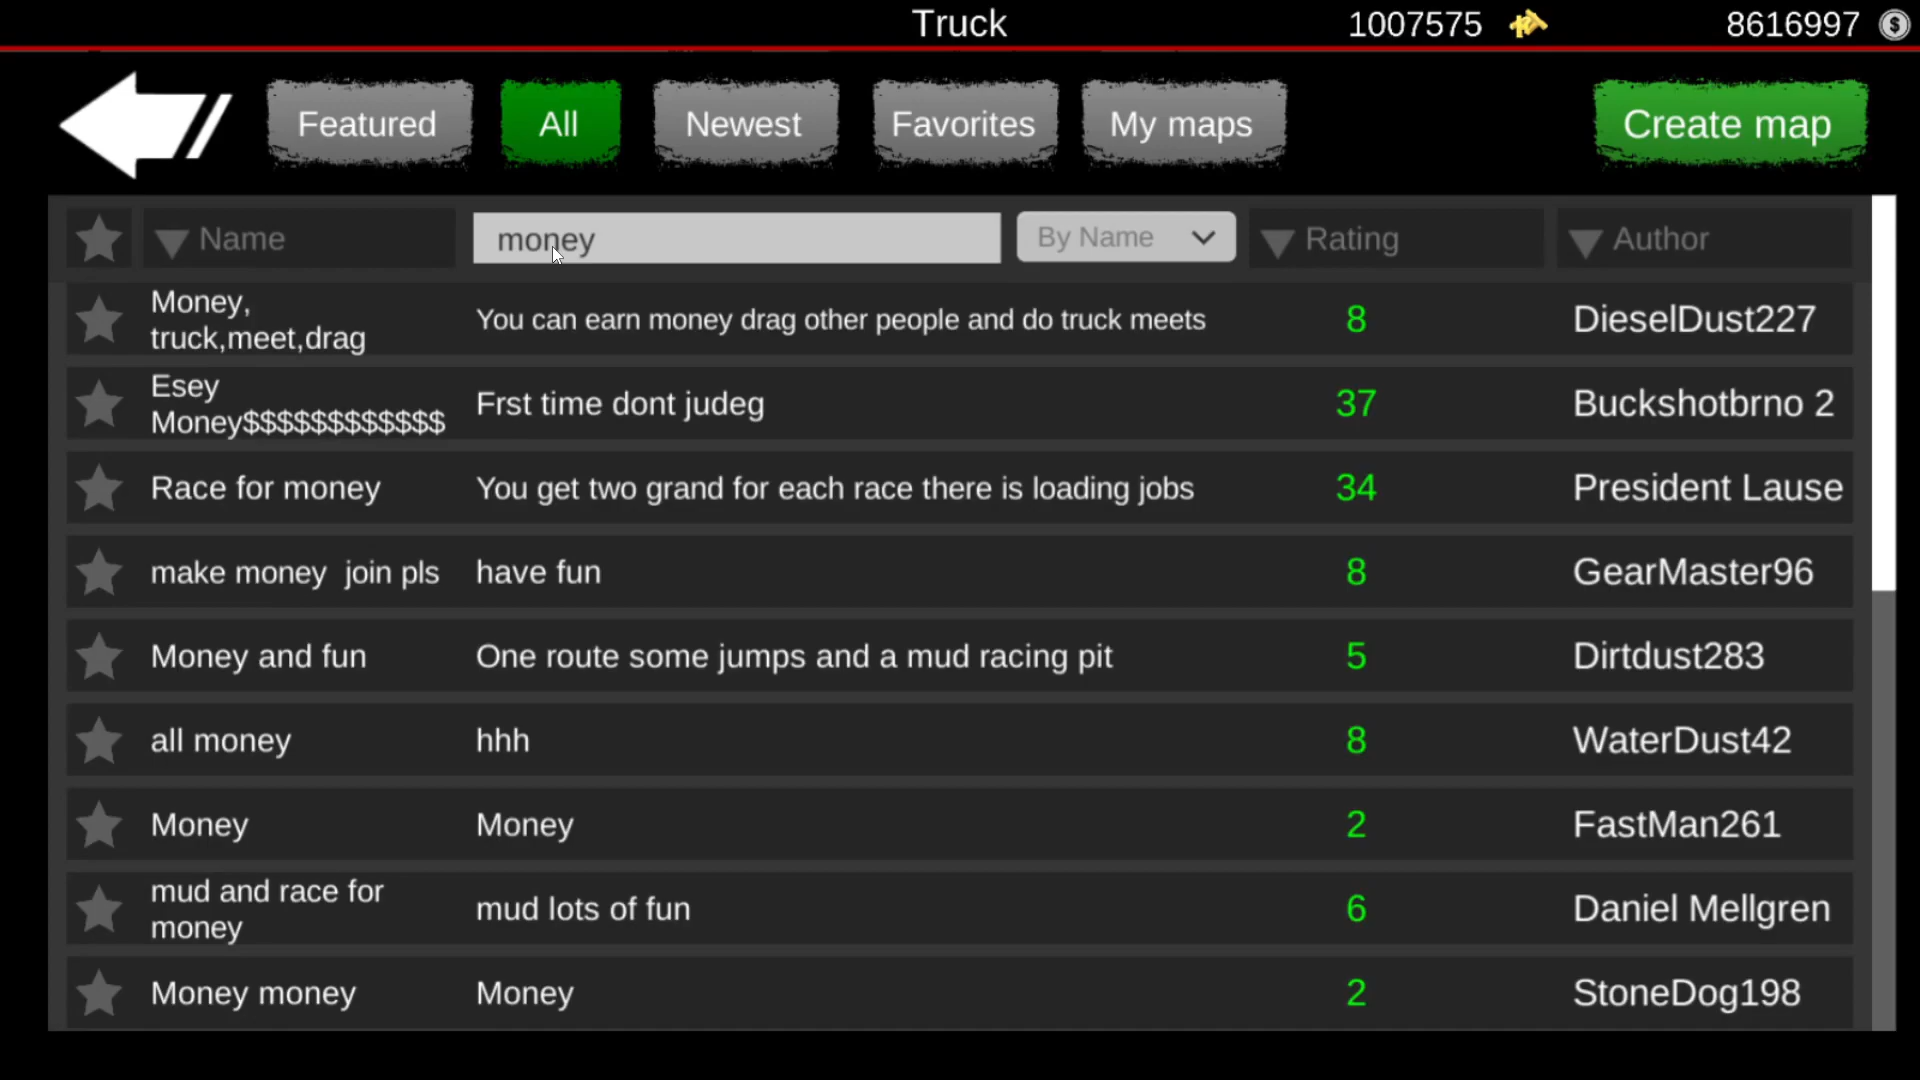 Truck
1007575
8616997
Featured
All
Newest
Favorites
My maps
Create map
Name
money
By Name
Rating
Author
Money,
truck,meet,drag
You can earn money drag other people and do truck meets
8
DieselDust227
Esey
Money$$$$$$$$$$$$
Frst time dont judeg
37
Buckshotbrno 2
Race for money
You get two grand for each race there is loading jobs
34
President Lause
make money  join pls
have fun
8
GearMaster96
Money and fun
One route some jumps and a mud racing pit
5
Dirtdust283
all money
hhh
8
WaterDust42
Money
Money
2
FastMan261
mud and race for
money
mud lots of fun
6
Daniel Mellgren
Money money
Money
2
StoneDog198